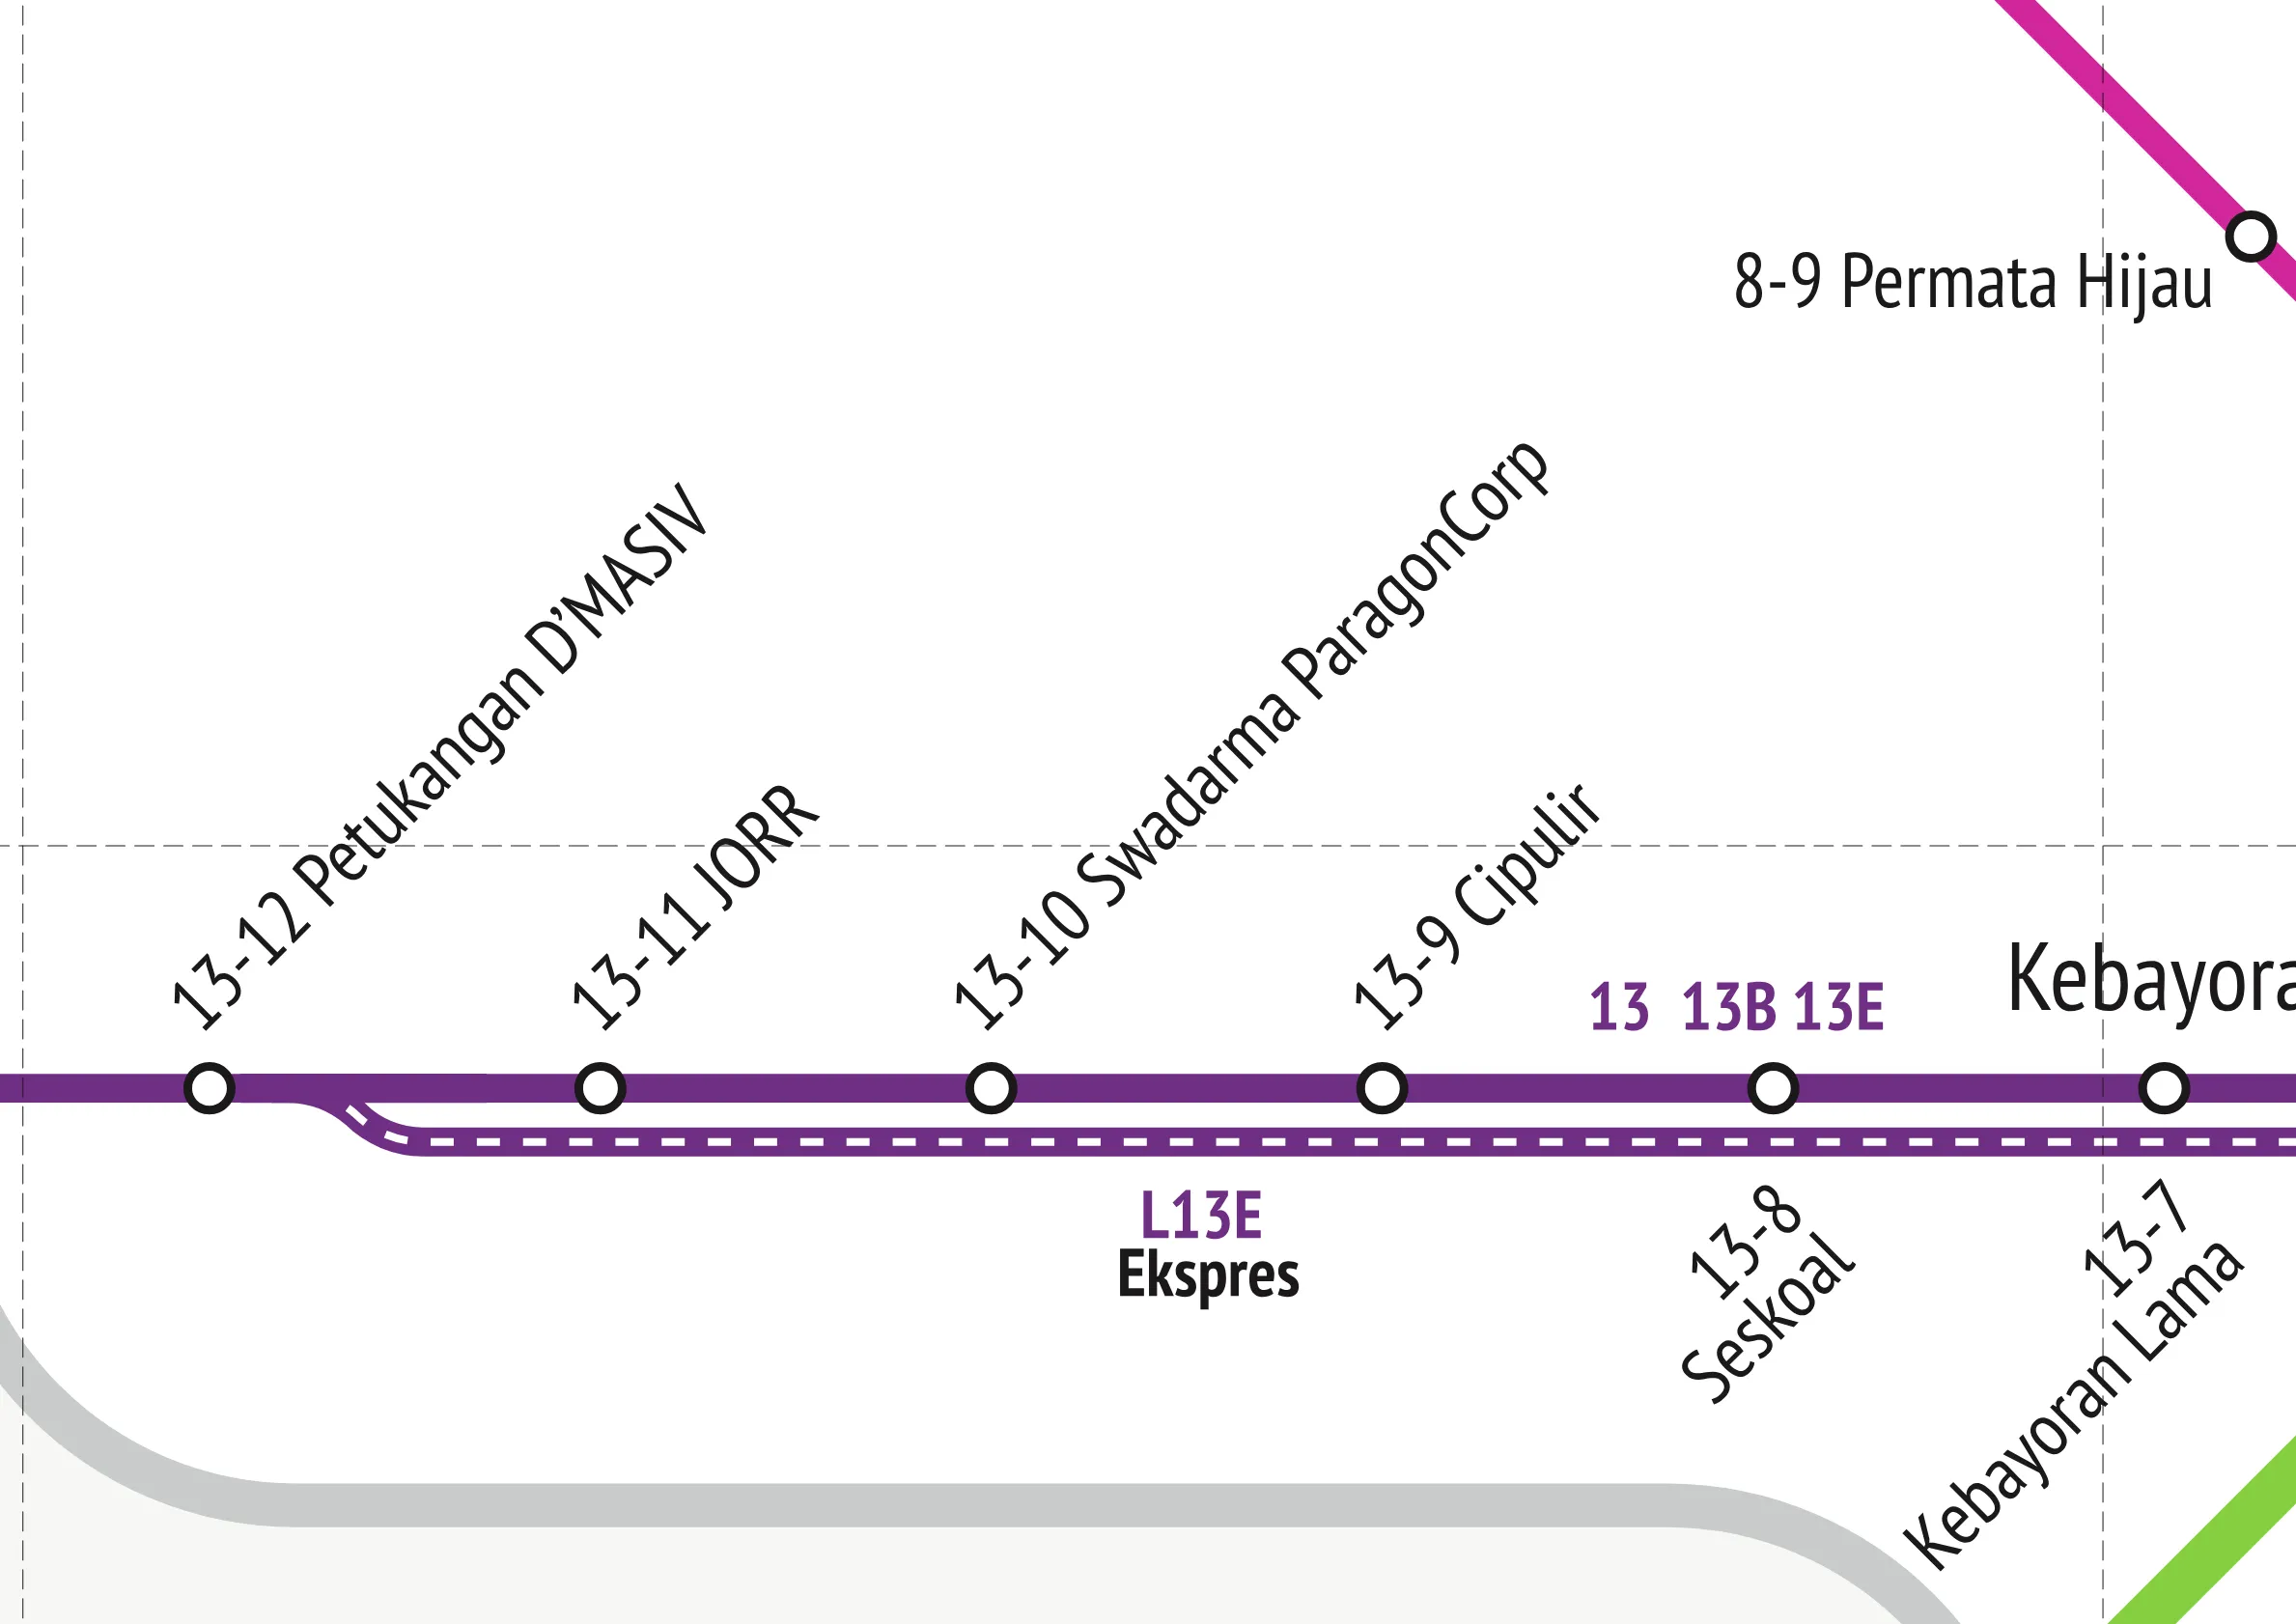 8-9 Permata Hijau
13-12 Petukangan D’MASIV
13-11 JORR
13-10 Swadarma ParagonCorp
13-9 Cipulir
13 13B 13E
Kebayora
L13E
Ekspres
13-8
Seskoal
13-7
Kebayoran Lama